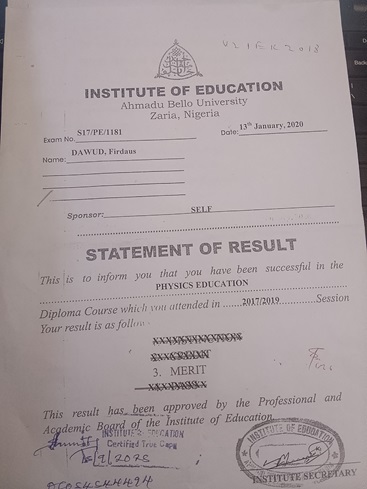 INSTITUTE OF EDUCATION
Ahmadu Bello University
Zaria, Nigeria
Exam No. S17/PE/1181 Date: 13th January, 2020
Name: DAWUD, Firdaus
Sponsor: SELF
STATEMENT OF RESULT
This is to inform you that you have been successful in the
PHYSICS EDUCATION
Diploma Course which you attended in ....2017/2019.... Session
Your result is as follow
3. MERIT
This result has been approved by the Professional and
Academic Board of the Institute of Education.
INSTITUTE OF EDUCATION
Certified True Copy
INSTITUTE OF EDUCATION
INSTITUTE SECRETARY